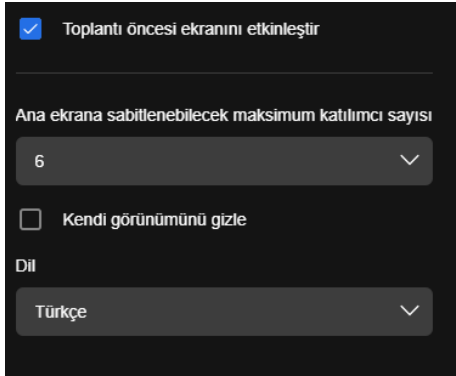 Toplantı öncesi ekranını etkinleştir
Ana ekrana sabitlenebilecek maksimum katılımcı sayısı
6
Kendi görünümünü gizle
Dil
Türkçe